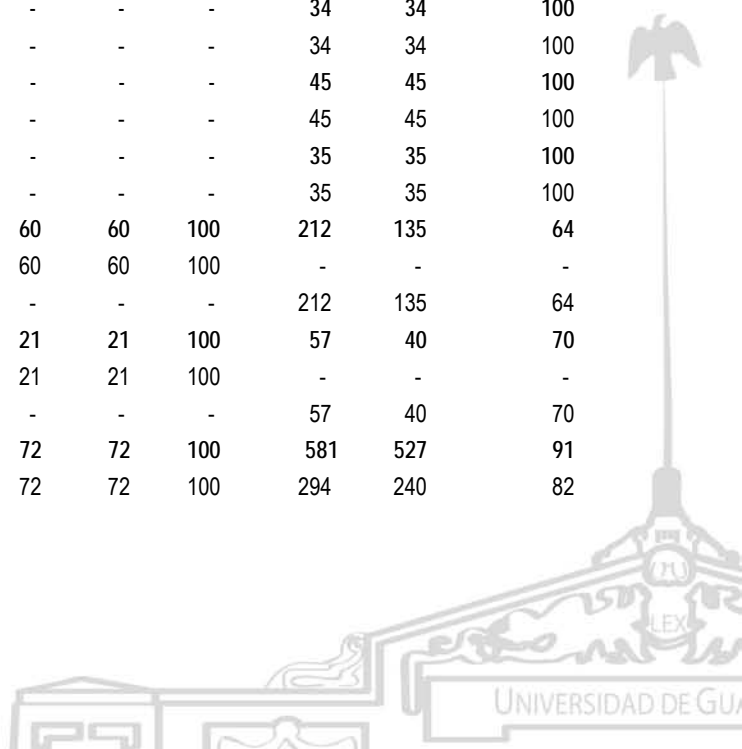 - - - 34 34 100
- - - 34 34 100
- - - 45 45 100
- - - 45 45 100
- - - 35 35 100
- - - 35 35 100
60 60 100 212 135 64
60 60 100 - - -
- - - 212 135 64
21 21 100 57 40 70
21 21 100 - - -
- - - 57 40 70
72 72 100 581 527 91
72 72 100 294 240 82
LEX
UNIVERSIDAD DE GUA